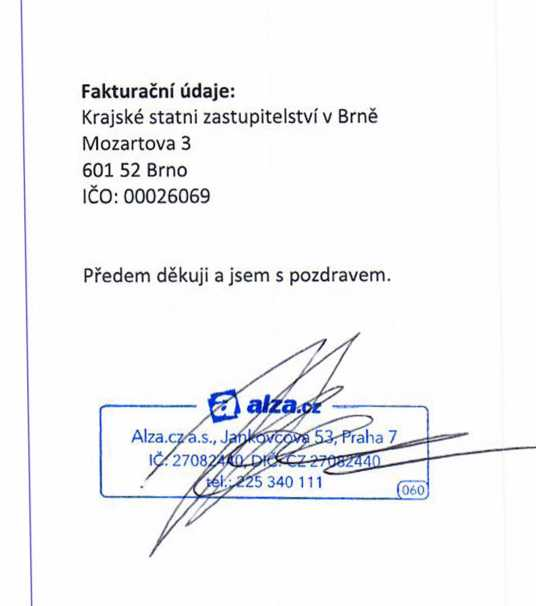 Fakturační údaje:
Krajské statni zastupitelství v Brně
Mozartova 3
601 52 Brno
IČO: 00026069
Předem děkuji a jsem s pozdravem.
alza.cz
Alza.cz a.s., Jankovcova 53, Praha 7
IČ: 27082440, DIČ: CZ 27082440
tel.: 225 340 111
060